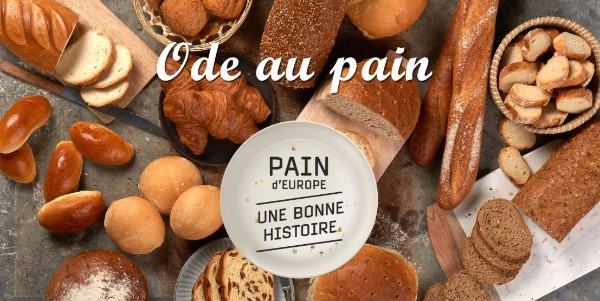 Ode au pain
PAIN
d'EUROPE
UNE BONNE
HISTOIRE.